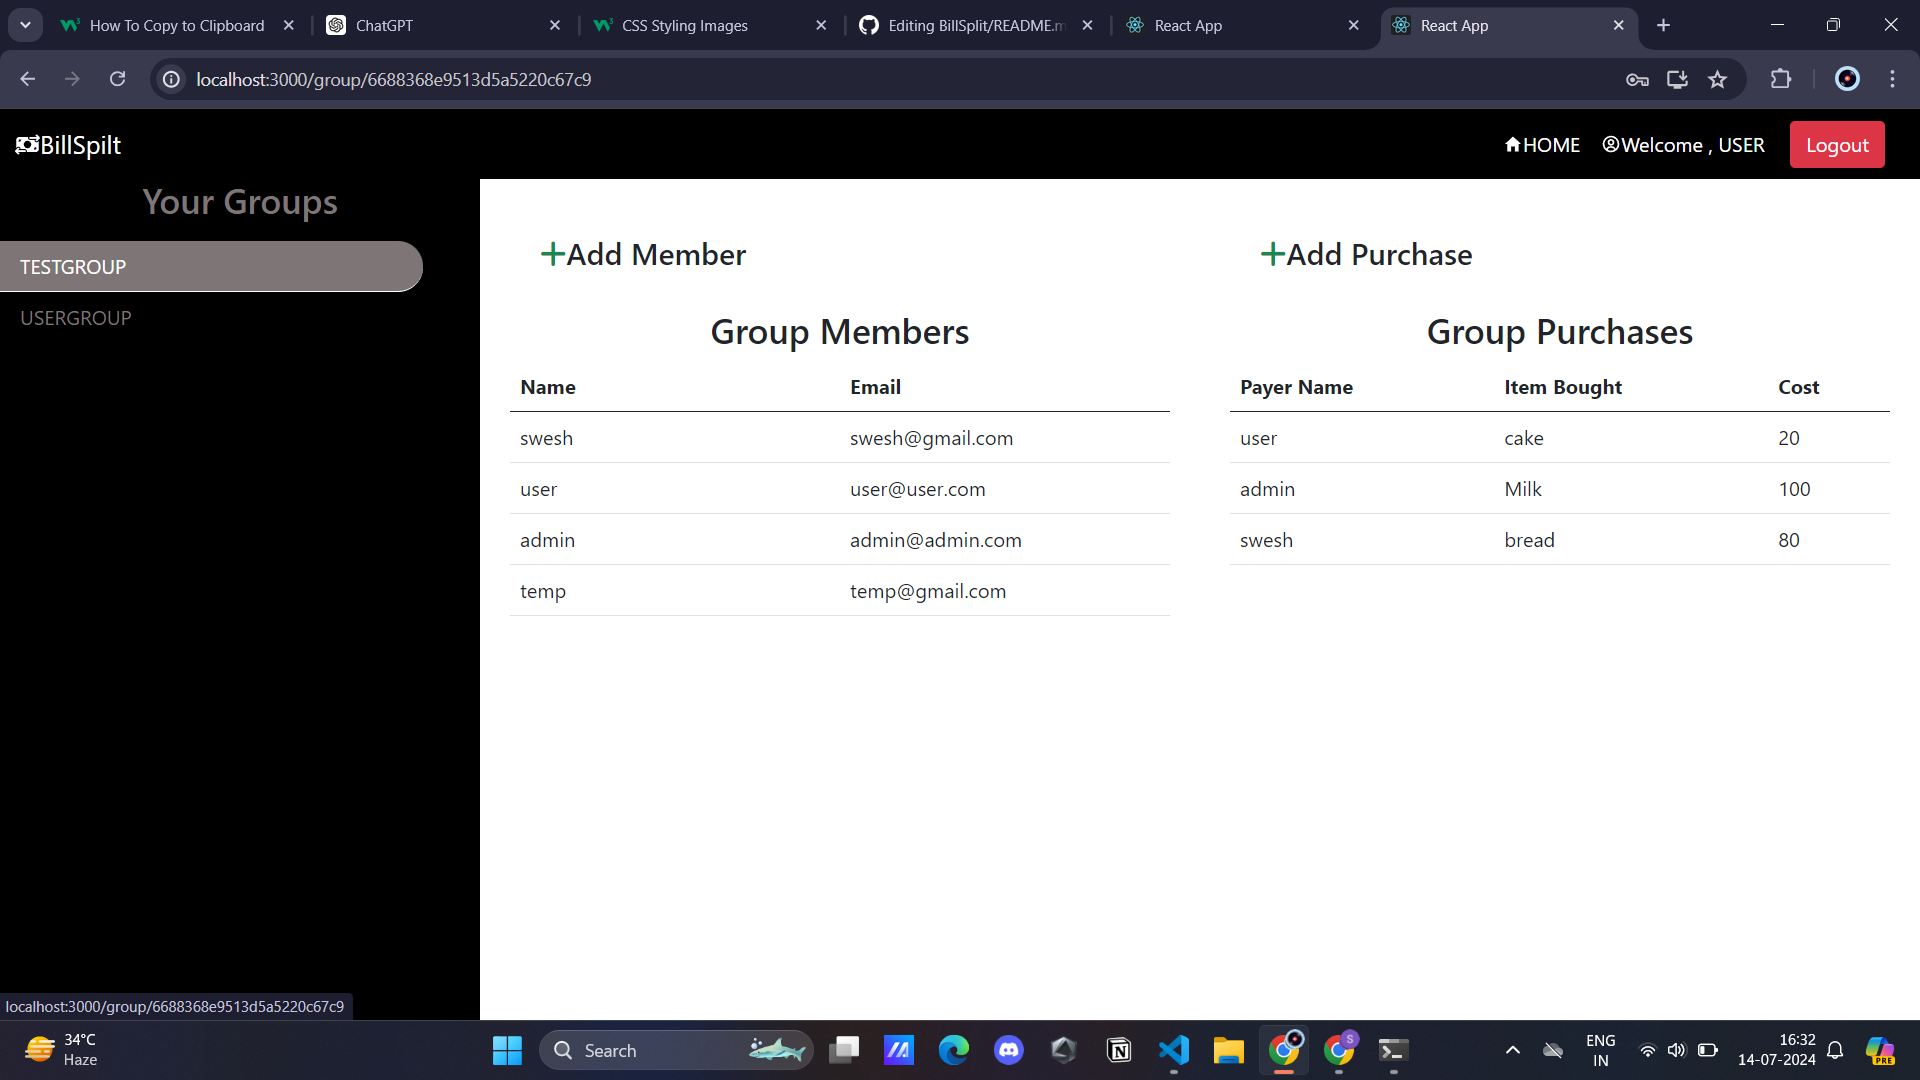 How To Copy to Clipboard
ChatGPT
CSS Styling Images
Editing BillSplit/README.m
React App
React App
localhost:3000/group/6688368e9513d5a5220c67c9
BillSpilt
HOME
Welcome , USER
Logout
Your Groups
TESTGROUP
USERGROUP
Add Member
Group Members
Name Email
swesh swesh@gmail.com
user user@user.com
admin admin@admin.com
temp temp@gmail.com
Add Purchase
Group Purchases
Payer Name Item Bought Cost
user cake 20
admin Milk 100
swesh bread 80
localhost:3000/group/6688368e9513d5a5220c67c9
34°C
Haze
Search
S
ENG
IN
16:32
14-07-2024
PRE